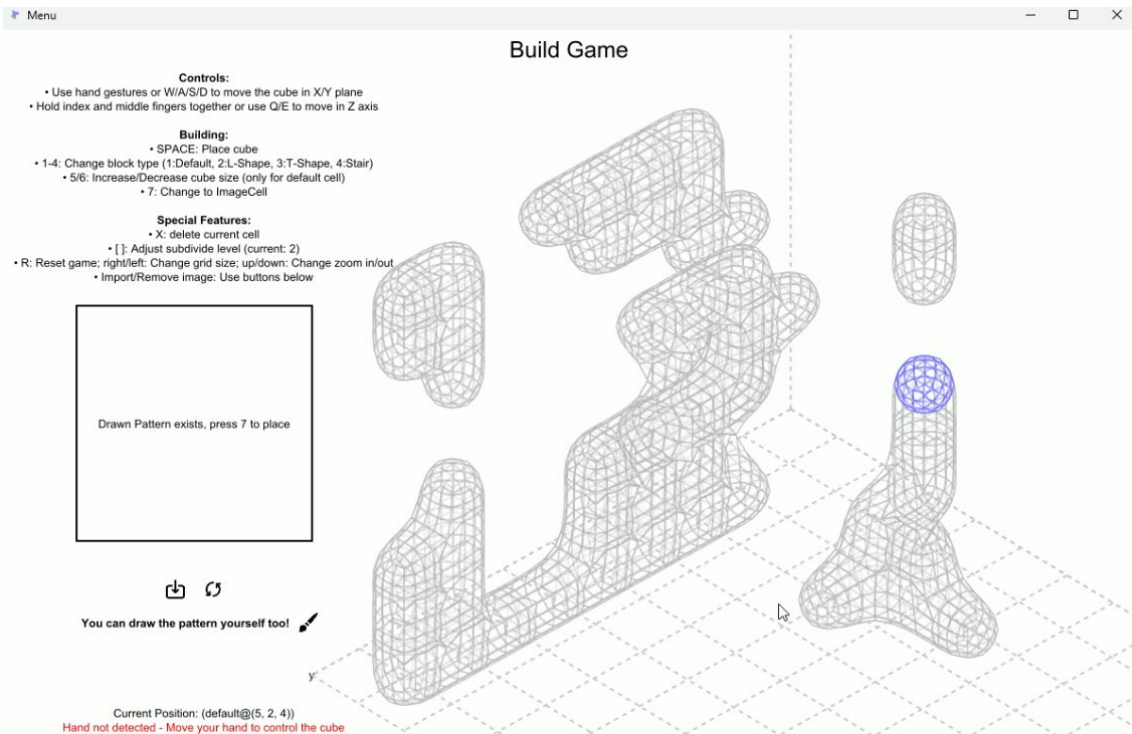 Menu
Build Game
Controls:
• Use hand gestures or W/A/S/D to move the cube in X/Y plane
• Hold index and middle fingers together or use Q/E to move in Z axis
Building:
• SPACE: Place cube
• 1-4: Change block type (1:Default, 2:L-Shape, 3:T-Shape, 4:Stair)
• 5/6: Increase/Decrease cube size (only for default cell)
• 7: Change to ImageCell
Special Features:
• X: delete current cell
• [ ]: Adjust subdivide level (current: 2)
• R: Reset game; right/left: Change grid size; up/down: Change zoom in/out
• Import/Remove image: Use buttons below
Drawn Pattern exists, press 7 to place
You can draw the pattern yourself too!
y
Current Position: (default@(5, 2, 4))
Hand not detected - Move your hand to control the cube